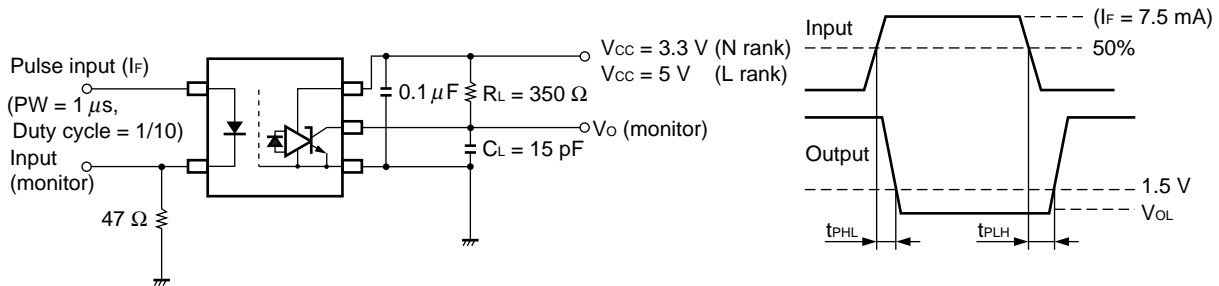 Pulse input (IF)
(PW = 1 μs,
Duty cycle = 1/10)
Input
(monitor)
47 Ω
VCC = 3.3 V (N rank)
VCC = 5 V (L rank)
0.1 μF
RL = 350 Ω
VO (monitor)
CL = 15 pF
Input
(IF = 7.5 mA)
50%
Output
1.5 V
VOL
tPHL
tPLH